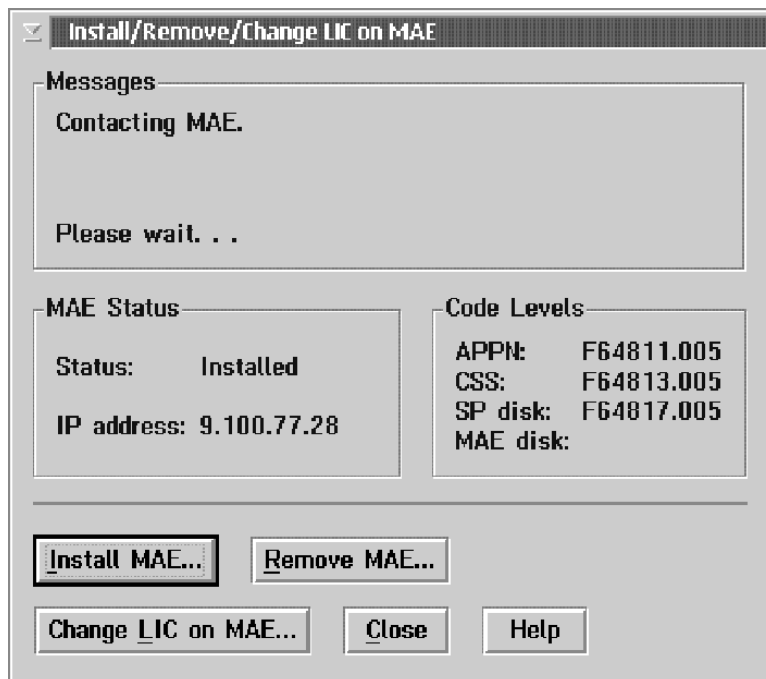 Install/Remove/Change LIC on MAE
Messages
Contacting MAE.
Please wait. . .
MAE Status
Status: Installed
IP address: 9.100.77.28
Code Levels
APPN: F64811.005
CSS: F64813.005
SP disk: F64817.005
MAE disk:
Install MAE...
Remove MAE...
Change LIC on MAE...
Close
Help